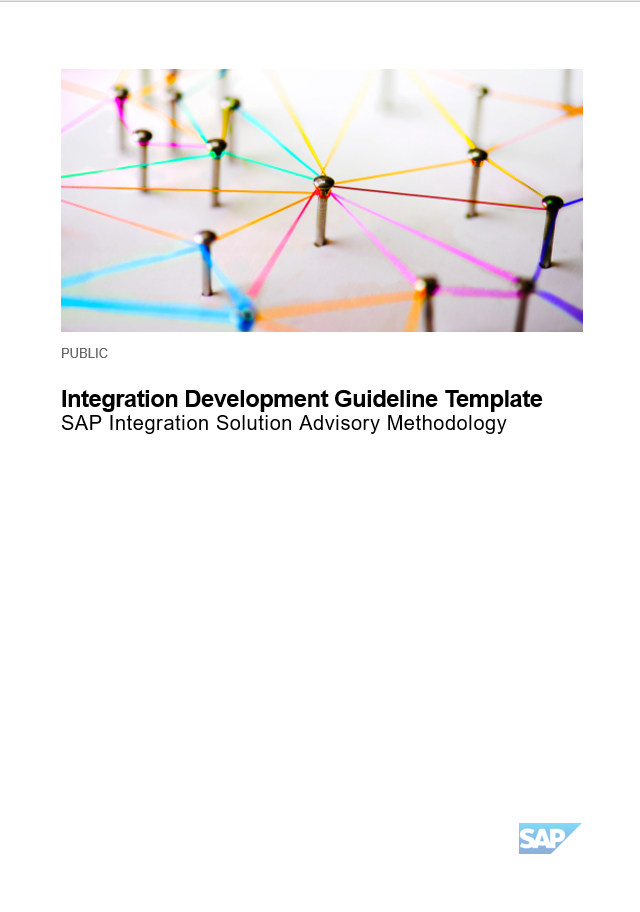 PUBLIC
Integration Development Guideline Template
SAP Integration Solution Advisory Methodology
SAP